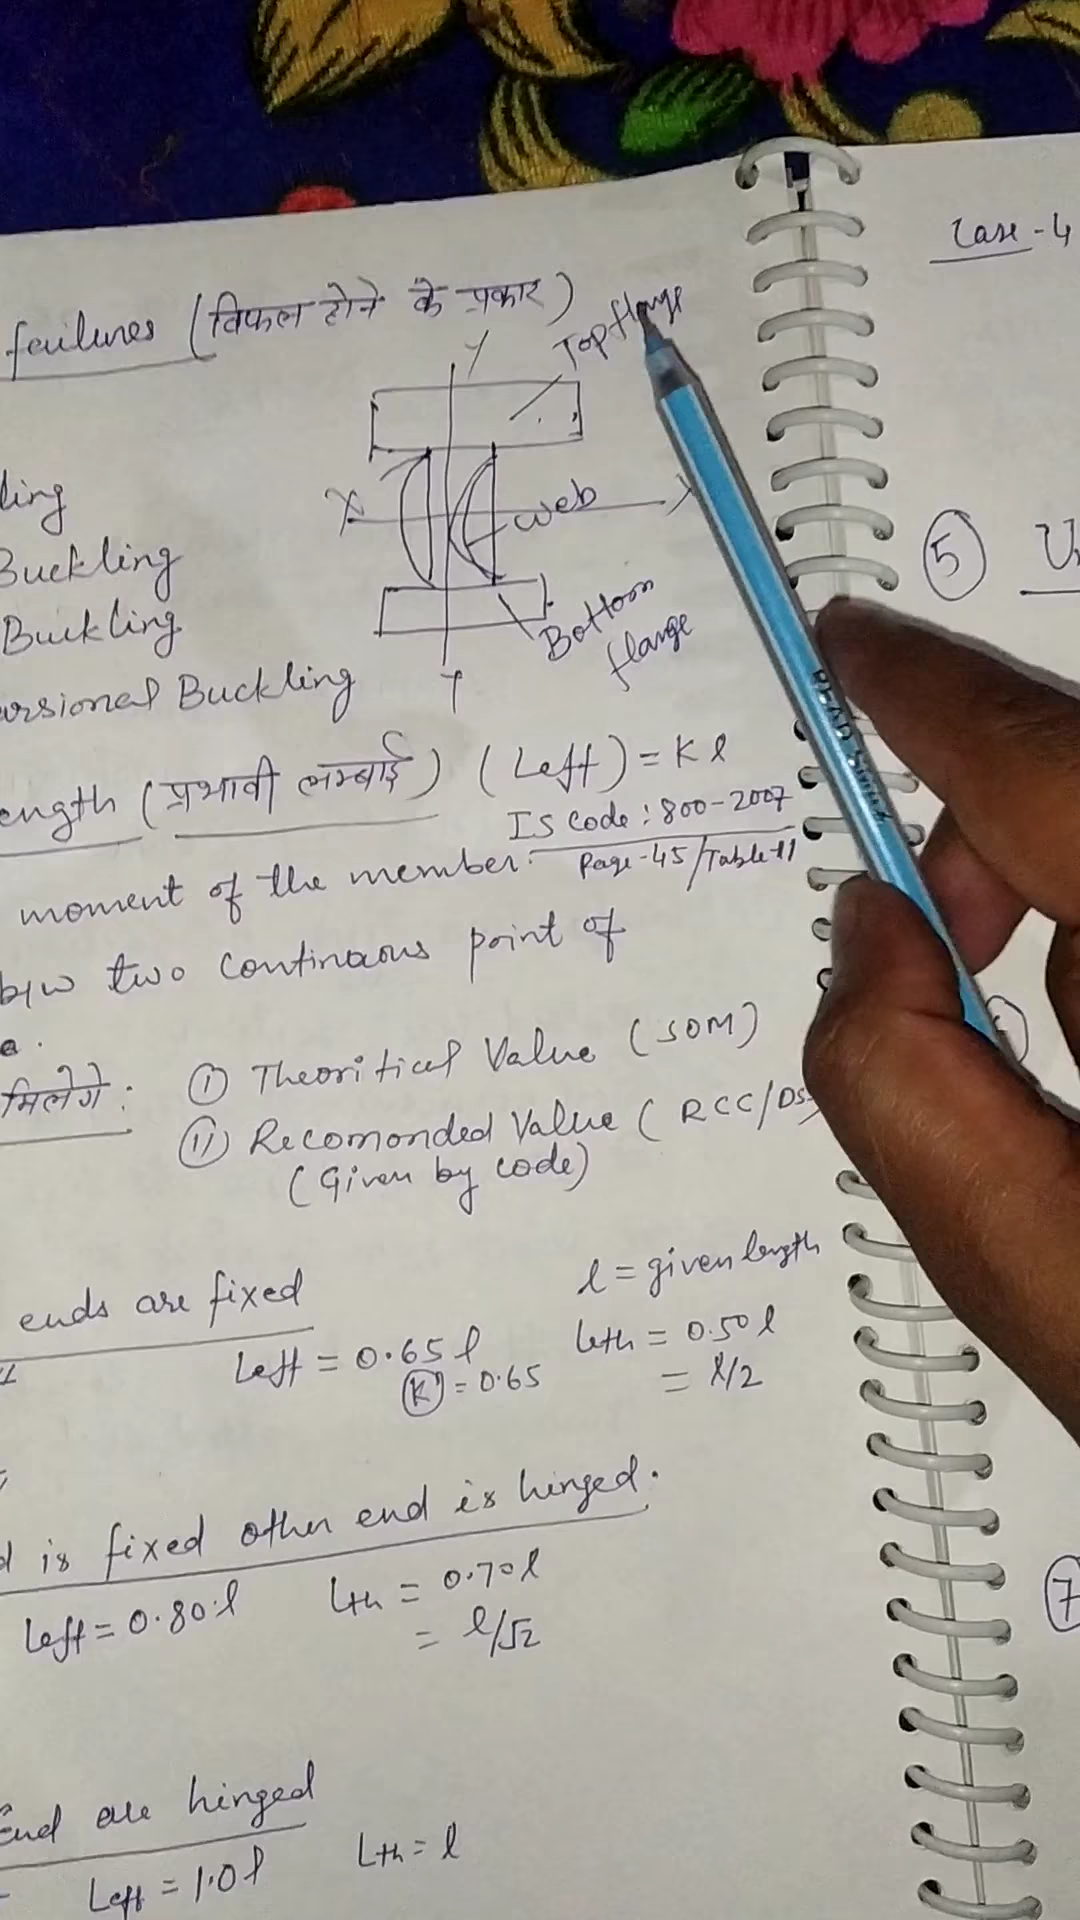 failures (विफल होने के प्रकार)
Y
Top flange
ling
X
web
Buckling
Buckling
Bottom
flange
Y
Buckling
ength (प्रभावी लम्बाई) (Leff) = Kl
IS Code : 800-2007
Page-45/Table-11
moment of the member.
b/w two continuous point of
मिलेगे :
(I) Theoritical Value (SOM)
(II) Recomonded Value (RCC/DS
(Given by code)
ends are fixed
l = given length
Leff = 0.65 l
Lth = 0.50 l
K = 0.65
= l/2
d is fixed other end is hinged.
Leff = 0.80 l
Lth = 0.70 l
= l/√2
End are hinged
Leff = 1.0 l
Lth = l
Case-4
(5)
(7